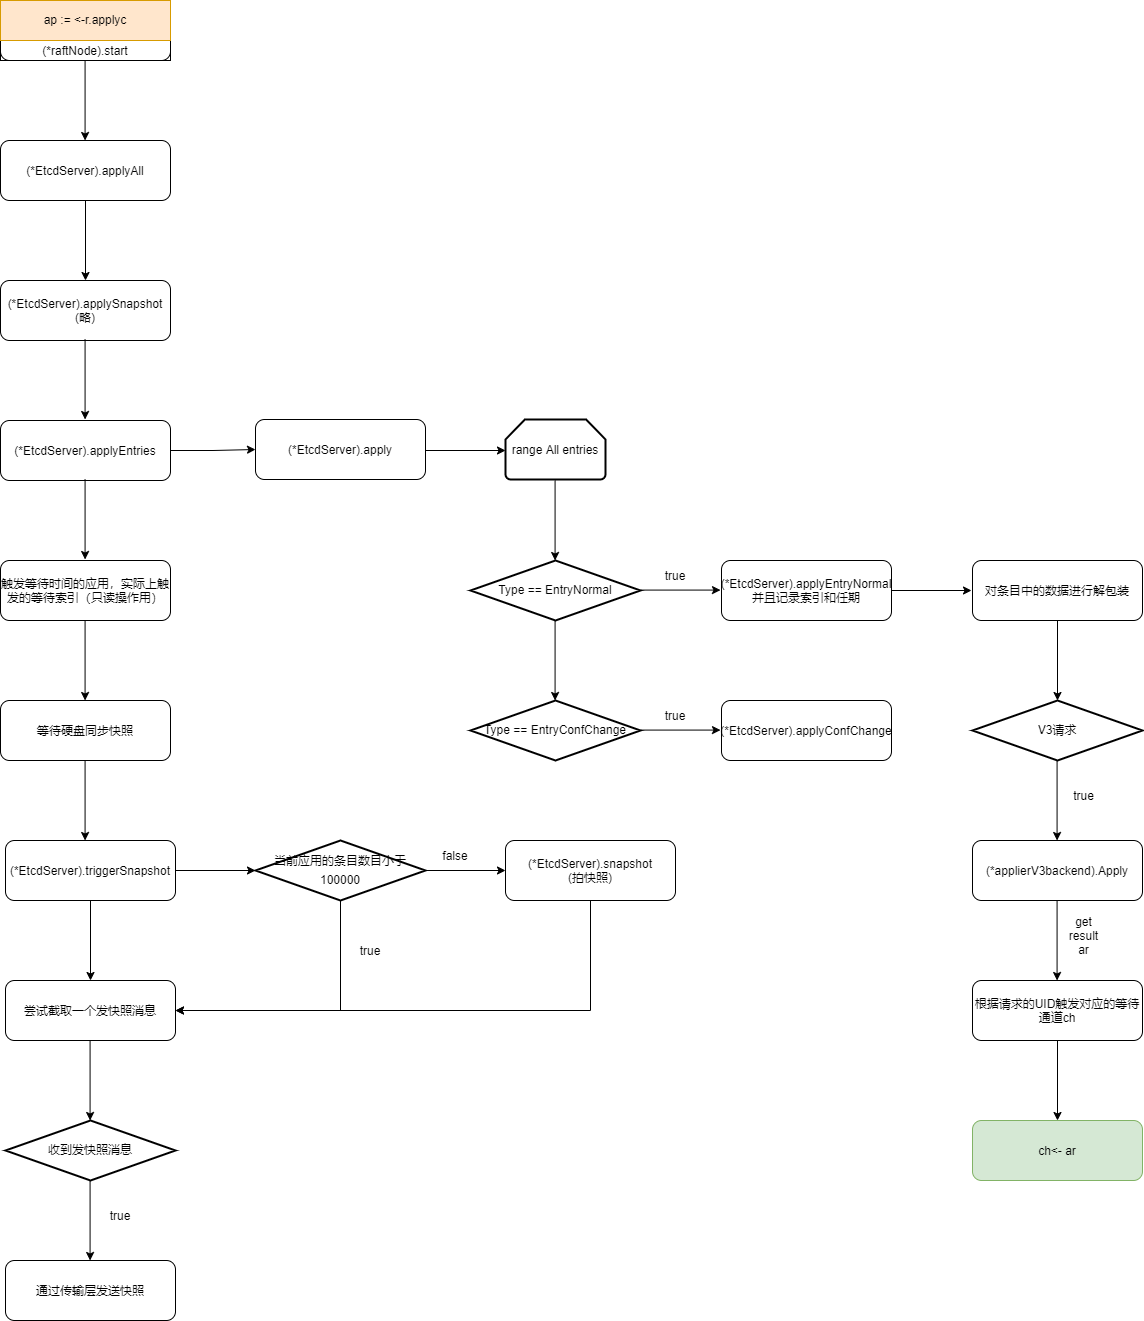 ap := <-r.applyc
(*raftNode).start
(*EtcdServer).applyAll
(*EtcdServer).applySnapshot
(略)
(*EtcdServer).applyEntries
(*EtcdServer).apply
range All entries
触发等待时间的应用，实际上触
发的等待索引（只读操作用）
Type == EntryNormal
true
(*EtcdServer).applyEntryNormal
并且记录索引和任期
对条目中的数据进行解包装
等待硬盘同步快照
Type == EntryConfChange
true
(*EtcdServer).applyConfChange
V3请求
true
(*EtcdServer).triggerSnapshot
当前应用的条目数目小于
100000
false
(*EtcdServer).snapshot
(拍快照)
(*applierV3backend).Apply
true
get
result
ar
尝试截取一个发快照消息
根据请求的UID触发对应的等待
通道ch
收到发快照消息
ch<- ar
true
通过传输层发送快照